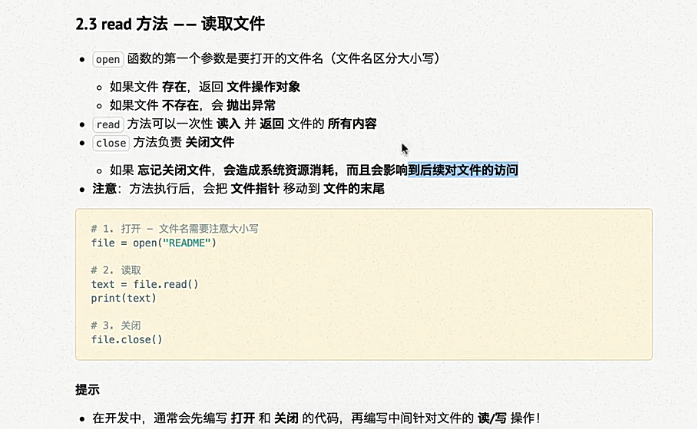 2.3 read 方法 —— 读取文件
open 函数的第一个参数是要打开的文件名（文件名区分大小写）
如果文件 存在，返回 文件操作对象
如果文件 不存在，会 抛出异常
read 方法可以一次性 读入 并 返回 文件的 所有内容
close 方法负责 关闭文件
如果 忘记关闭文件，会造成系统资源消耗，而且会影响到后续对文件的访问
注意：方法执行后，会把 文件指针 移动到 文件的末尾
# 1. 打开 - 文件名需要注意大小写
file = open("README")
# 2. 读取
text = file.read()
print(text)
# 3. 关闭
file.close()
提示
在开发中，通常会先编写 打开 和 关闭 的代码，再编写中间针对文件的 读/写 操作！